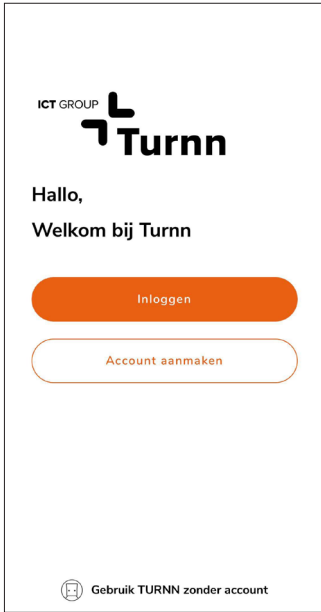 ICT GROUP
Turnn
Hallo,
Welkom bij Turnn
Inloggen
Account aanmaken
Gebruik TURNN zonder account